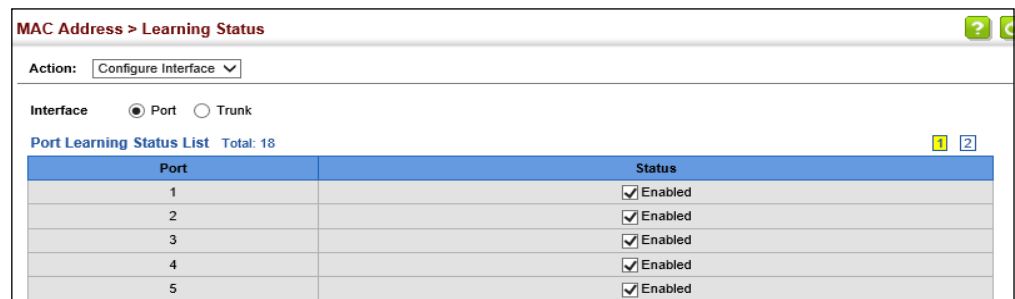 MAC Address > Learning Status
?
Action: Configure Interface
Interface Port Trunk
Port Learning Status List Total: 18 1 2
Port Status
1 Enabled
2 Enabled
3 Enabled
4 Enabled
5 Enabled